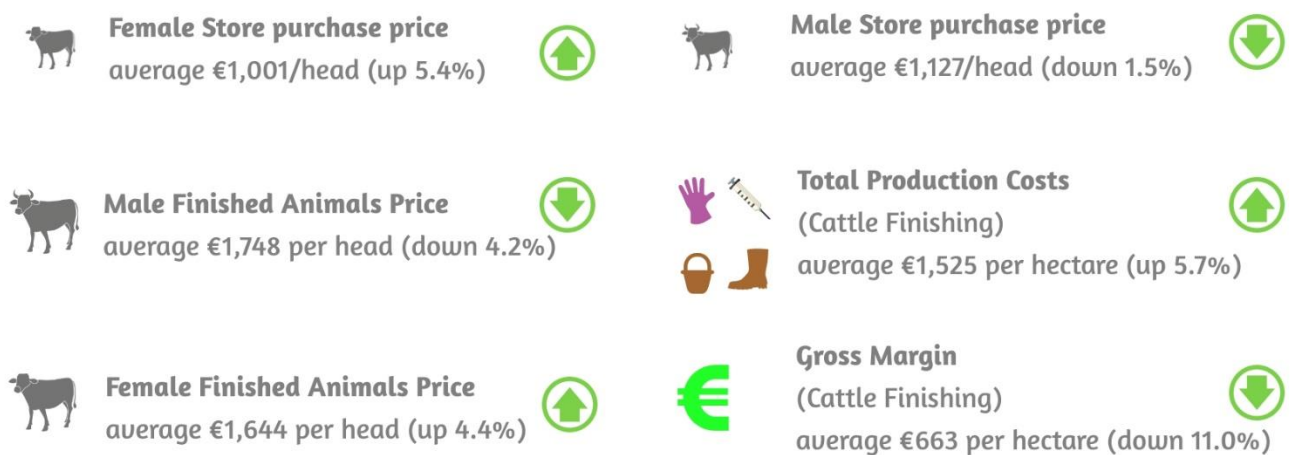 Female Store purchase price
average €1,001/head (up 5.4%)
Male Store purchase price
average €1,127/head (down 1.5%)
Male Finished Animals Price
average €1,748 per head (down 4.2%)
Total Production Costs
(Cattle Finishing)
average €1,525 per hectare (up 5.7%)
Female Finished Animals Price
average €1,644 per head (up 4.4%)
€
Gross Margin
(Cattle Finishing)
average €663 per hectare (down 11.0%)